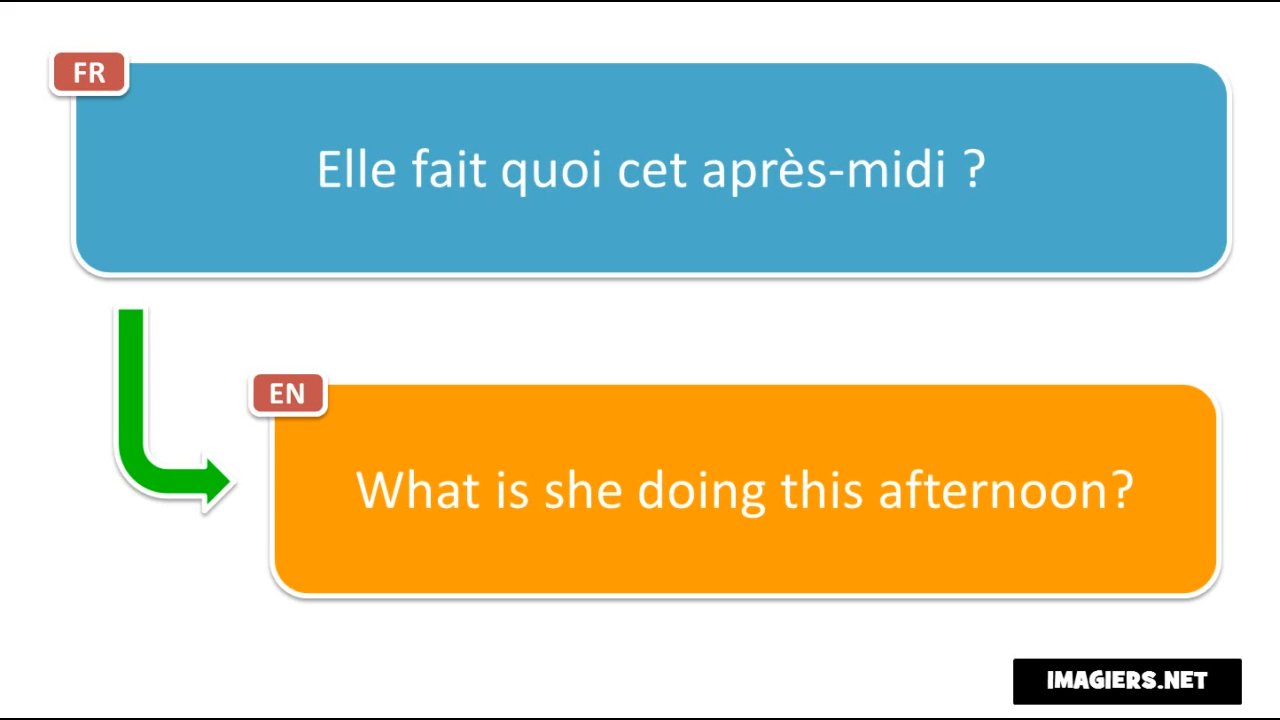 FR
Elle fait quoi cet après-midi ?
EN
What is she doing this afternoon?
IMAGIERS.NET